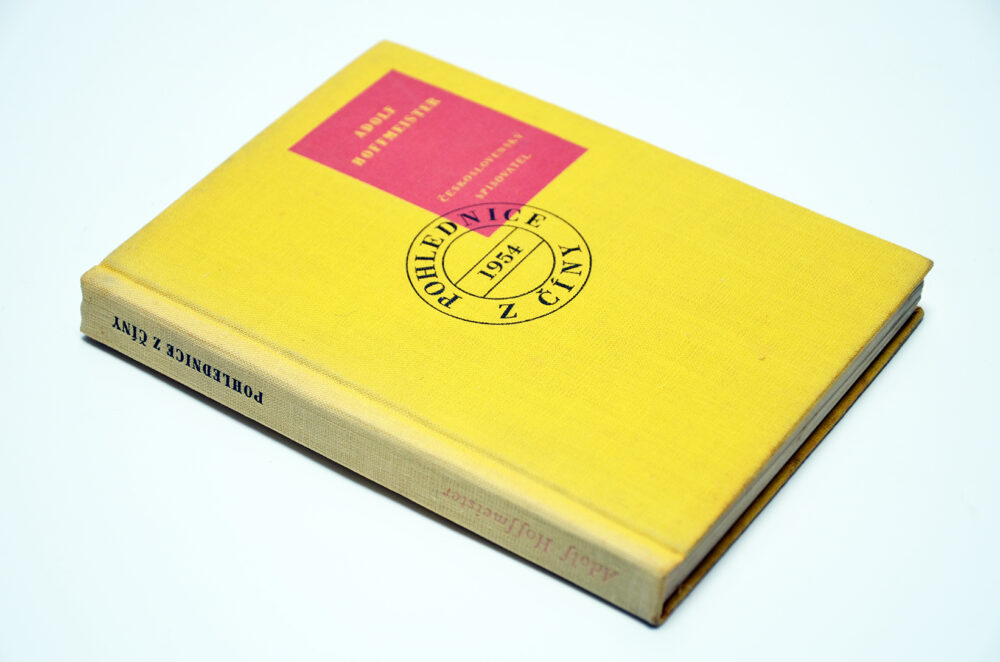 ADOLF
HOFFMEISTER
ČESKOSLOVENSKÝ
SPISOVATEL
POHLEDNICE
1954
Z ČÍNY
POHLEDNICE Z ČÍNY
Adolf Hoffmeister